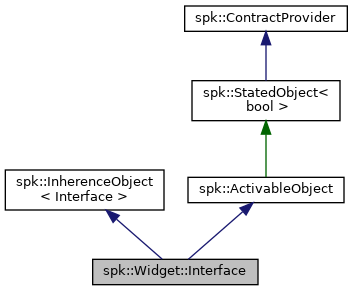 spk::ContractProvider
spk::StatedObject<
bool >
spk::InherenceObject
< Interface >
spk::ActivableObject
spk::Widget::Interface